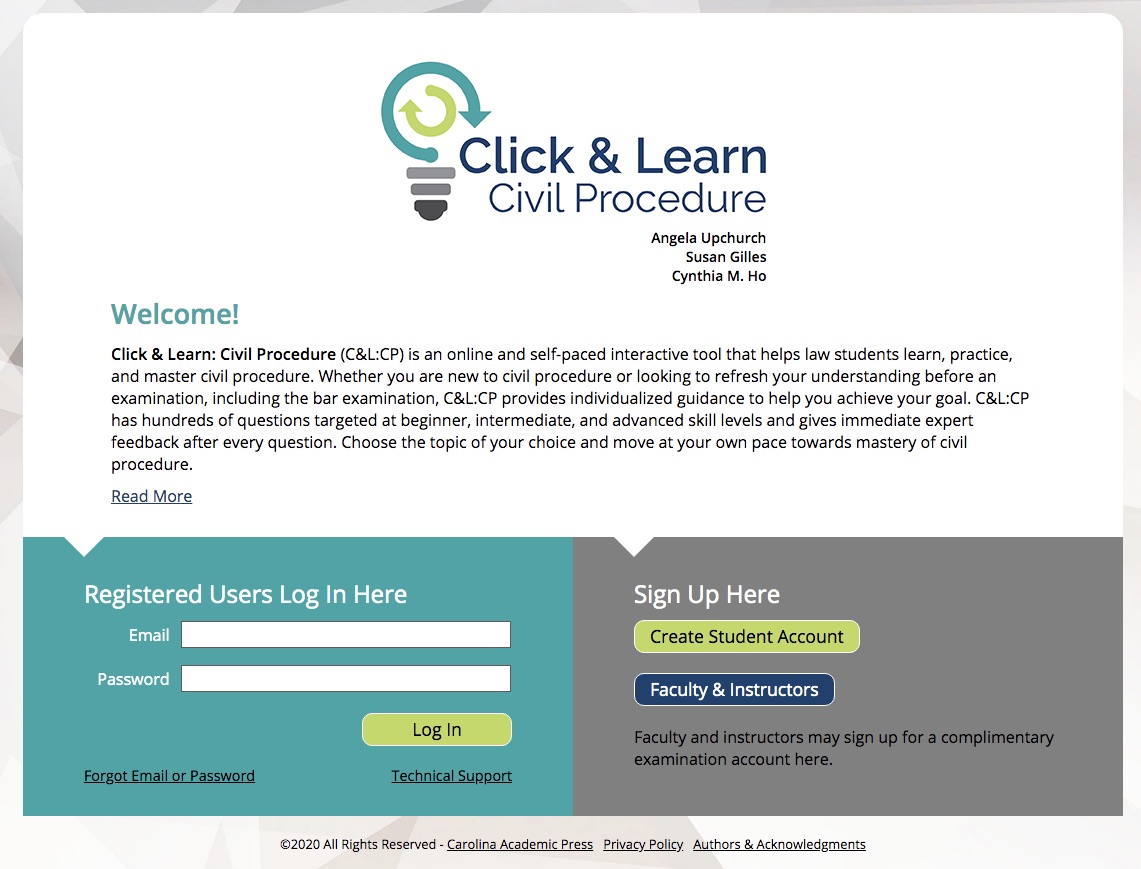 Click & Learn
Civil Procedure
Angela Upchurch
Susan Gilles
Cynthia M. Ho
Welcome!
Click & Learn: Civil Procedure (C&L:CP) is an online and self-paced interactive tool that helps law students learn, practice,
and master civil procedure. Whether you are new to civil procedure or looking to refresh your understanding before an
examination, including the bar examination, C&L:CP provides individualized guidance to help you achieve your goal. C&L:CP
has hundreds of questions targeted at beginner, intermediate, and advanced skill levels and gives immediate expert
feedback after every question. Choose the topic of your choice and move at your own pace towards mastery of civil
procedure.
Read More
Registered Users Log In Here
Email
Password
Log In
Forgot Email or Password
Technical Support
Sign Up Here
Create Student Account
Faculty & Instructors
Faculty and instructors may sign up for a complimentary
examination account here.
©2020 All Rights Reserved - Carolina Academic Press Privacy Policy Authors & Acknowledgments